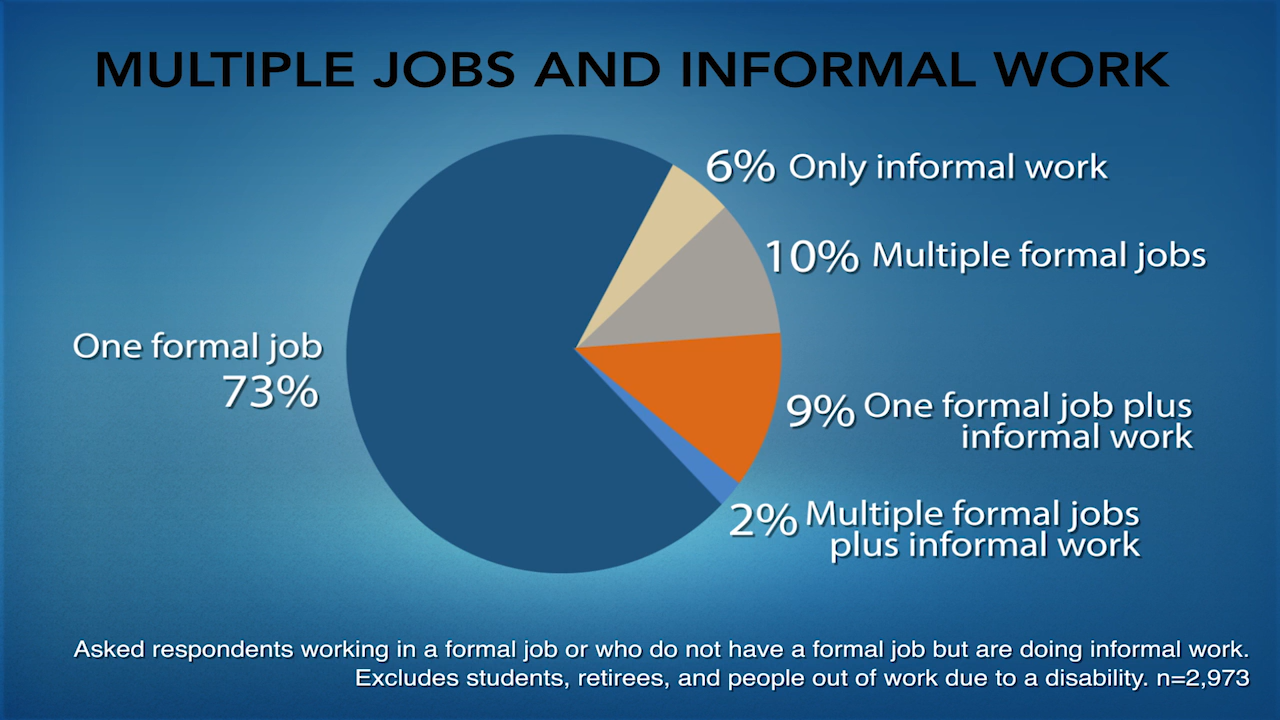 MULTIPLE JOBS AND INFORMAL WORK
6% Only informal work
10% Multiple formal jobs
One formal job
73%
9% One formal job plus
informal work
2% Multiple formal jobs
plus informal work
Asked respondents working in a formal job or who do not have a formal job but are doing informal work.
Excludes students, retirees, and people out of work due to a disability. n=2,973